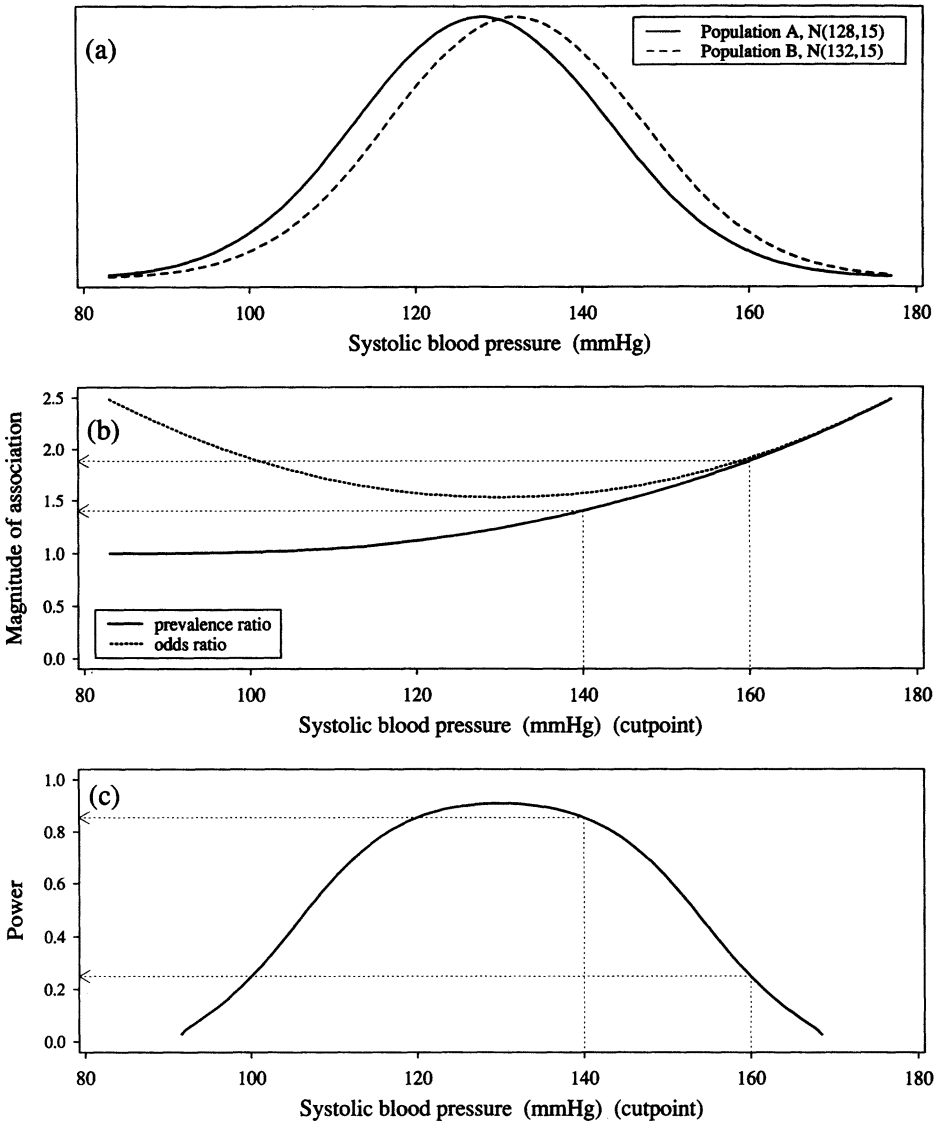 (a)
Population A, N(128,15)
Population B, N(132,15)
80 100 120 140 160 180
Systolic blood pressure (mmHg)
Magnitude of association
2.5
2.0
1.5
1.0
0.5
0.0
(b)
prevalence ratio
odds ratio
80 100 120 140 160 180
Systolic blood pressure (mmHg) (cutpoint)
Power
1.0
0.8
0.6
0.4
0.2
0.0
(c)
80 100 120 140 160 180
Systolic blood pressure (mmHg) (cutpoint)